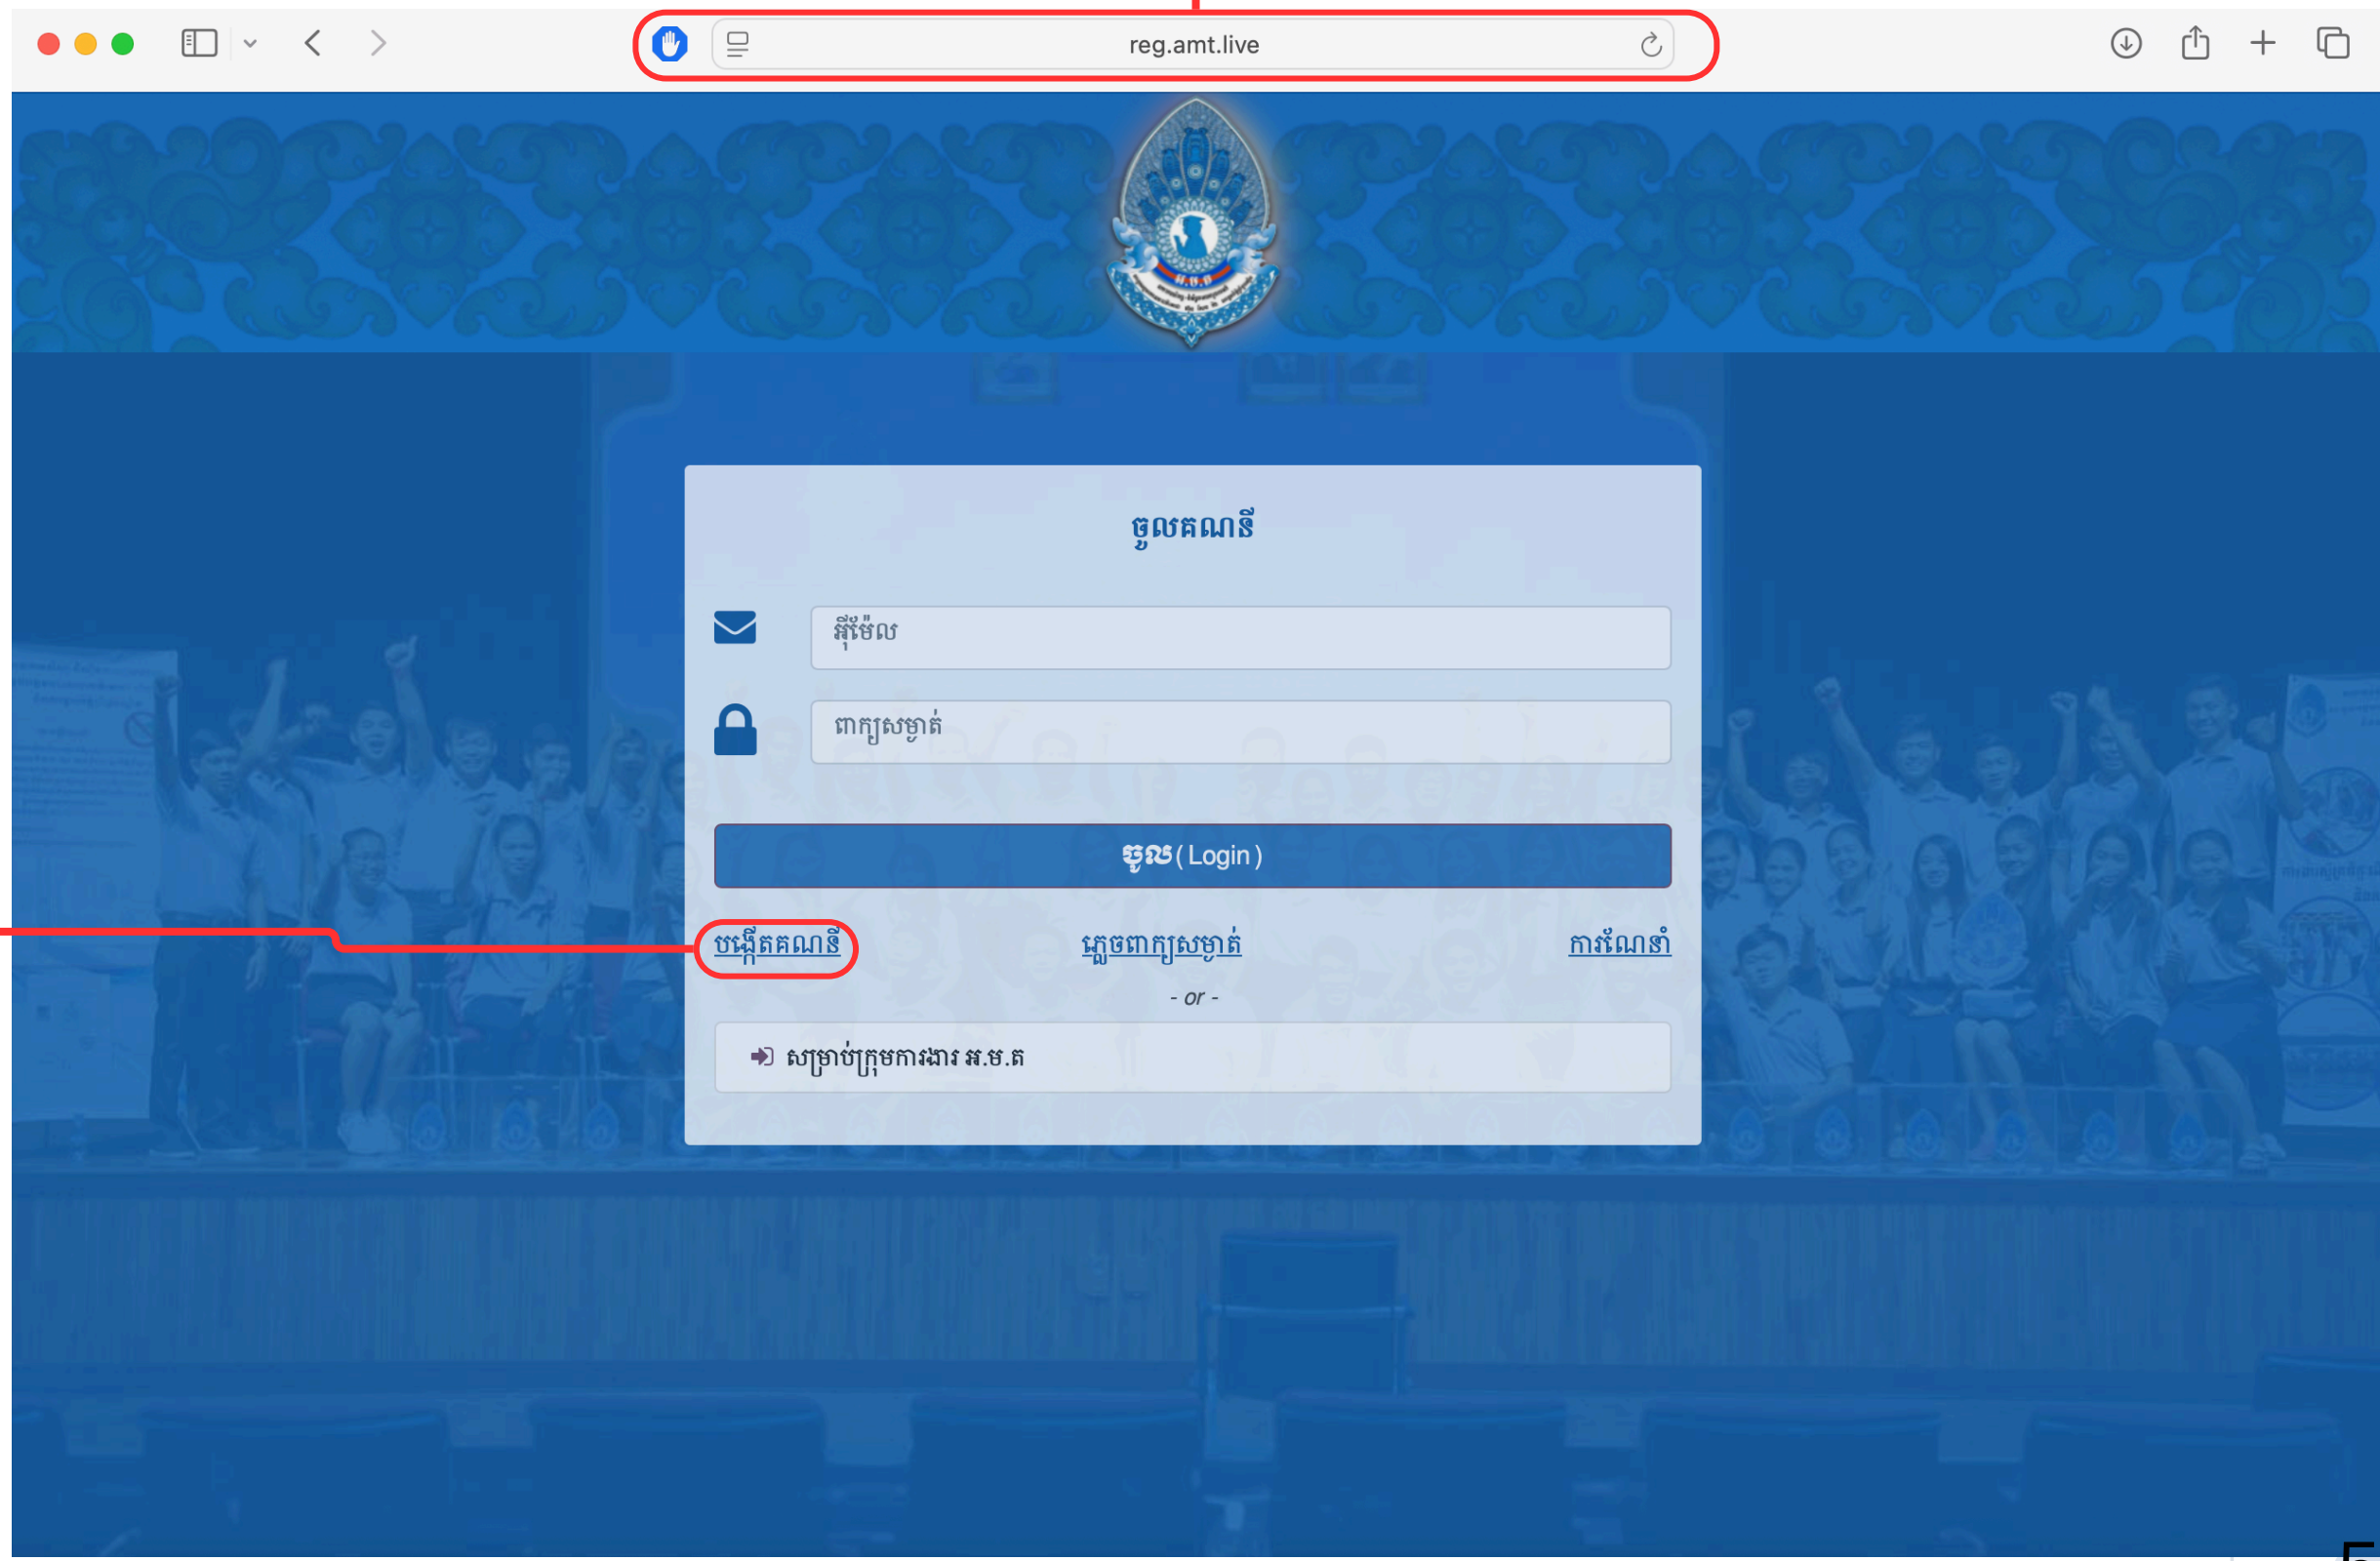 reg.amt.live
ចូលគណនី
អ៊ីម៉ែល
ពាក្យសម្ងាត់
ចូល(Login)
បង្កើតគណនី ភ្លេចពាក្យសម្ងាត់ ការណែនាំ
- or -
សម្រាប់ក្រុមការងារ អ.ម.ត